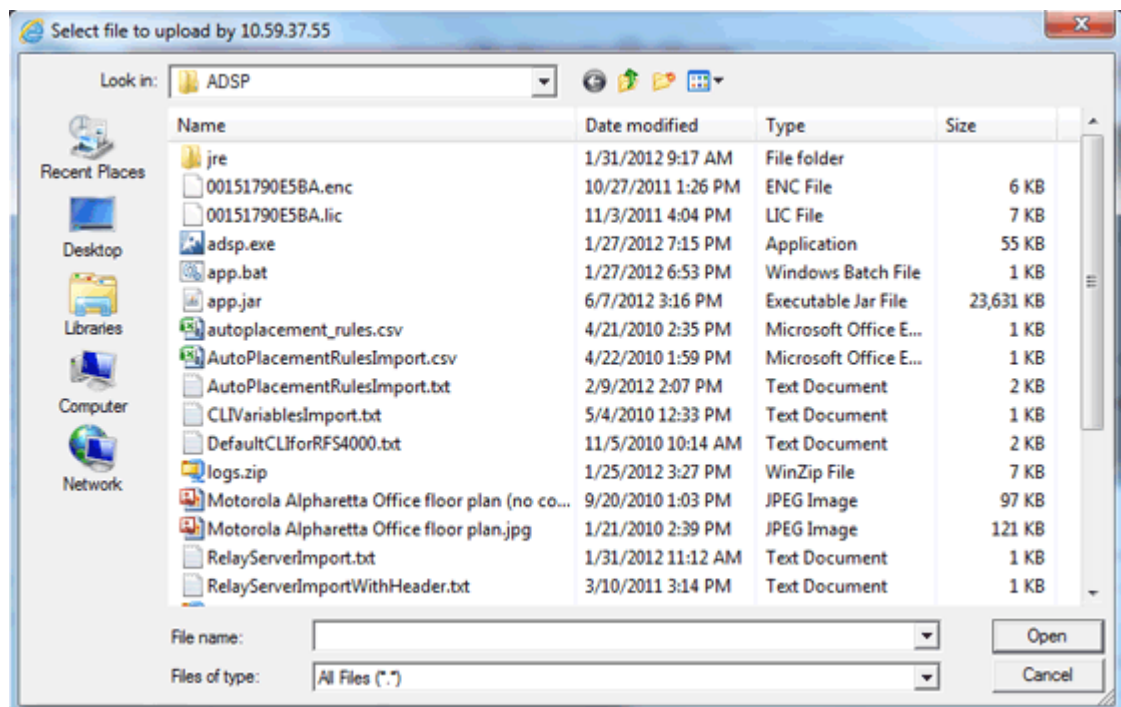 Select file to upload by 10.59.37.55
Look in: ADSP
Recent Places
Desktop
Libraries
Computer
Network
Name Date modified Type Size
jre 1/31/2012 9:17 AM File folder
00151790E5BA.enc 10/27/2011 1:26 PM ENC File 6 KB
00151790E5BA.lic 11/3/2011 4:04 PM LIC File 7 KB
adsp.exe 1/27/2012 7:15 PM Application 55 KB
app.bat 1/27/2012 6:53 PM Windows Batch File 1 KB
app.jar 6/7/2012 3:16 PM Executable Jar File 23,631 KB
autoplacement_rules.csv 4/21/2010 2:35 PM Microsoft Office E... 1 KB
AutoPlacementRulesImport.csv 4/22/2010 1:59 PM Microsoft Office E... 1 KB
AutoPlacementRulesImport.txt 2/9/2012 2:07 PM Text Document 2 KB
CLIVariablesImport.txt 5/4/2010 12:33 PM Text Document 1 KB
DefaultCLIforRFS4000.txt 11/5/2010 10:14 AM Text Document 2 KB
logs.zip 1/25/2012 3:27 PM WinZip File 7 KB
Motorola Alpharetta Office floor plan (no co... 9/20/2010 1:03 PM JPEG Image 97 KB
Motorola Alpharetta Office floor plan.jpg 1/21/2010 2:39 PM JPEG Image 121 KB
RelayServerImport.txt 1/31/2012 11:12 AM Text Document 1 KB
RelayServerImportWithHeader.txt 3/10/2011 3:14 PM Text Document 1 KB
File name: Open
Files of type: All Files (*.*) Cancel